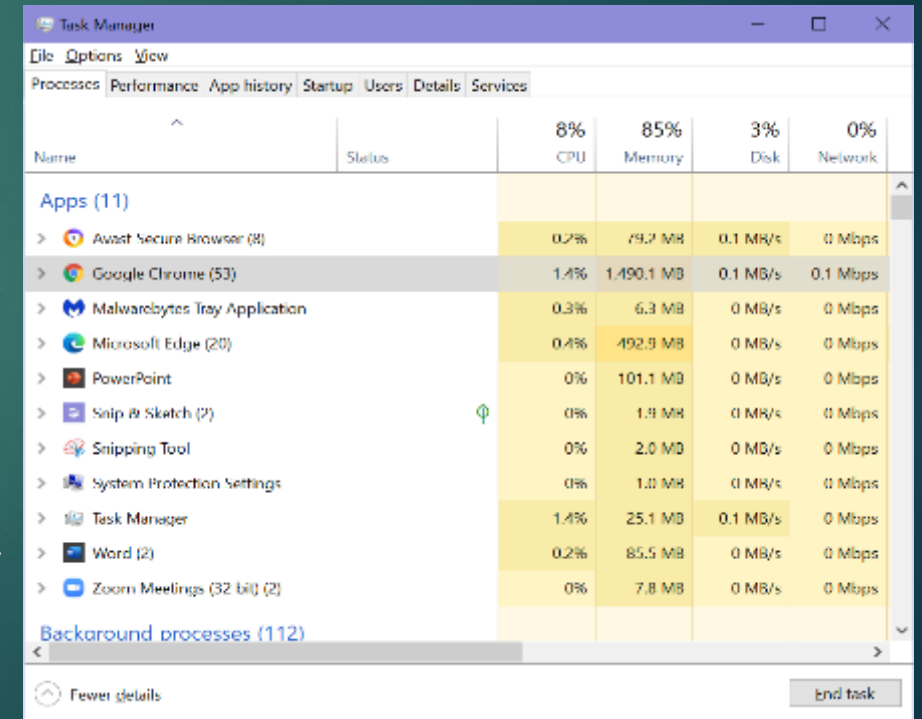 Task Manager
File Options View
Processes Performance App history Startup Users Details Services
8% 85% 3% 0%
Name Status CPU Memory Disk Network
Apps (11)
Avast Secure Browser (8) 0.2% 79.2 MB 0.1 MB/s 0 Mbps
Google Chrome (53) 1.4% 1,490.1 MB 0.1 MB/s 0.1 Mbps
Malwarebytes Tray Application 0.3% 6.3 MB 0 MB/s 0 Mbps
Microsoft Edge (20) 0.4% 492.9 MB 0 MB/s 0 Mbps
PowerPoint 0% 101.1 MB 0 MB/s 0 Mbps
Snip & Sketch (2) 0% 1.9 MB 0 MB/s 0 Mbps
Snipping Tool 0% 2.0 MB 0 MB/s 0 Mbps
System Protection Settings 0% 1.0 MB 0 MB/s 0 Mbps
Task Manager 1.4% 25.1 MB 0.1 MB/s 0 Mbps
Word (2) 0.2% 85.5 MB 0 MB/s 0 Mbps
Zoom Meetings (32 bit) (2) 0% 7.8 MB 0 MB/s 0 Mbps
Background processes (112)
Fewer details End task